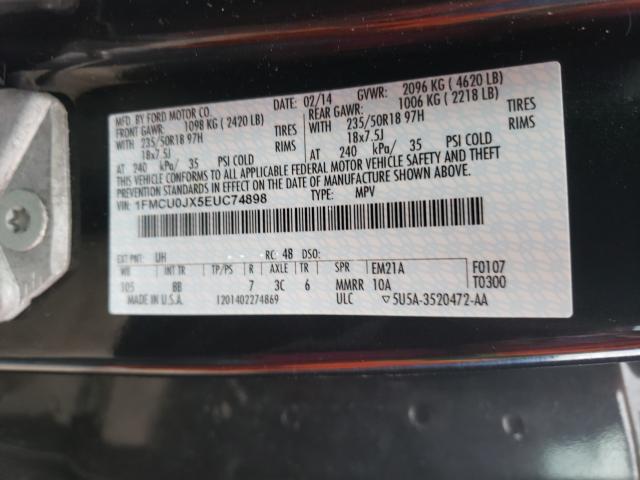 MFD. BY FORD MOTOR CO.
DATE: 02/14 GVWR: 2096 KG ( 4620 LB)
FRONT GAWR: 1098 KG ( 2420 LB) REAR GAWR: 1006 KG ( 2218 LB)
WITH 235/50R18 97H TIRES WITH 235/50R18 97H TIRES
18x7.5J RIMS 18x7.5J RIMS
AT 240 kPa/ 35 PSI COLD AT 240 kPa/ 35 PSI COLD
THIS VEHICLE CONFORMS TO ALL APPLICABLE FEDERAL MOTOR VEHICLE SAFETY AND THEFT
PREVENTION STANDARDS IN EFFECT ON THE DATE OF MANUFACTURE SHOWN ABOVE.
VIN: 1FMCU0JX5EUC74898 TYPE: MPV
EXT PNT: UH RC: 48 DSO:
WB INT TR TP/PS R AXLE TR SPR EM21A F0107
105 BB 7 3C 6 MMRR 10A T0300
MADE IN U.S.A. 1201402274869 ULC 5U5A-3520472-AA